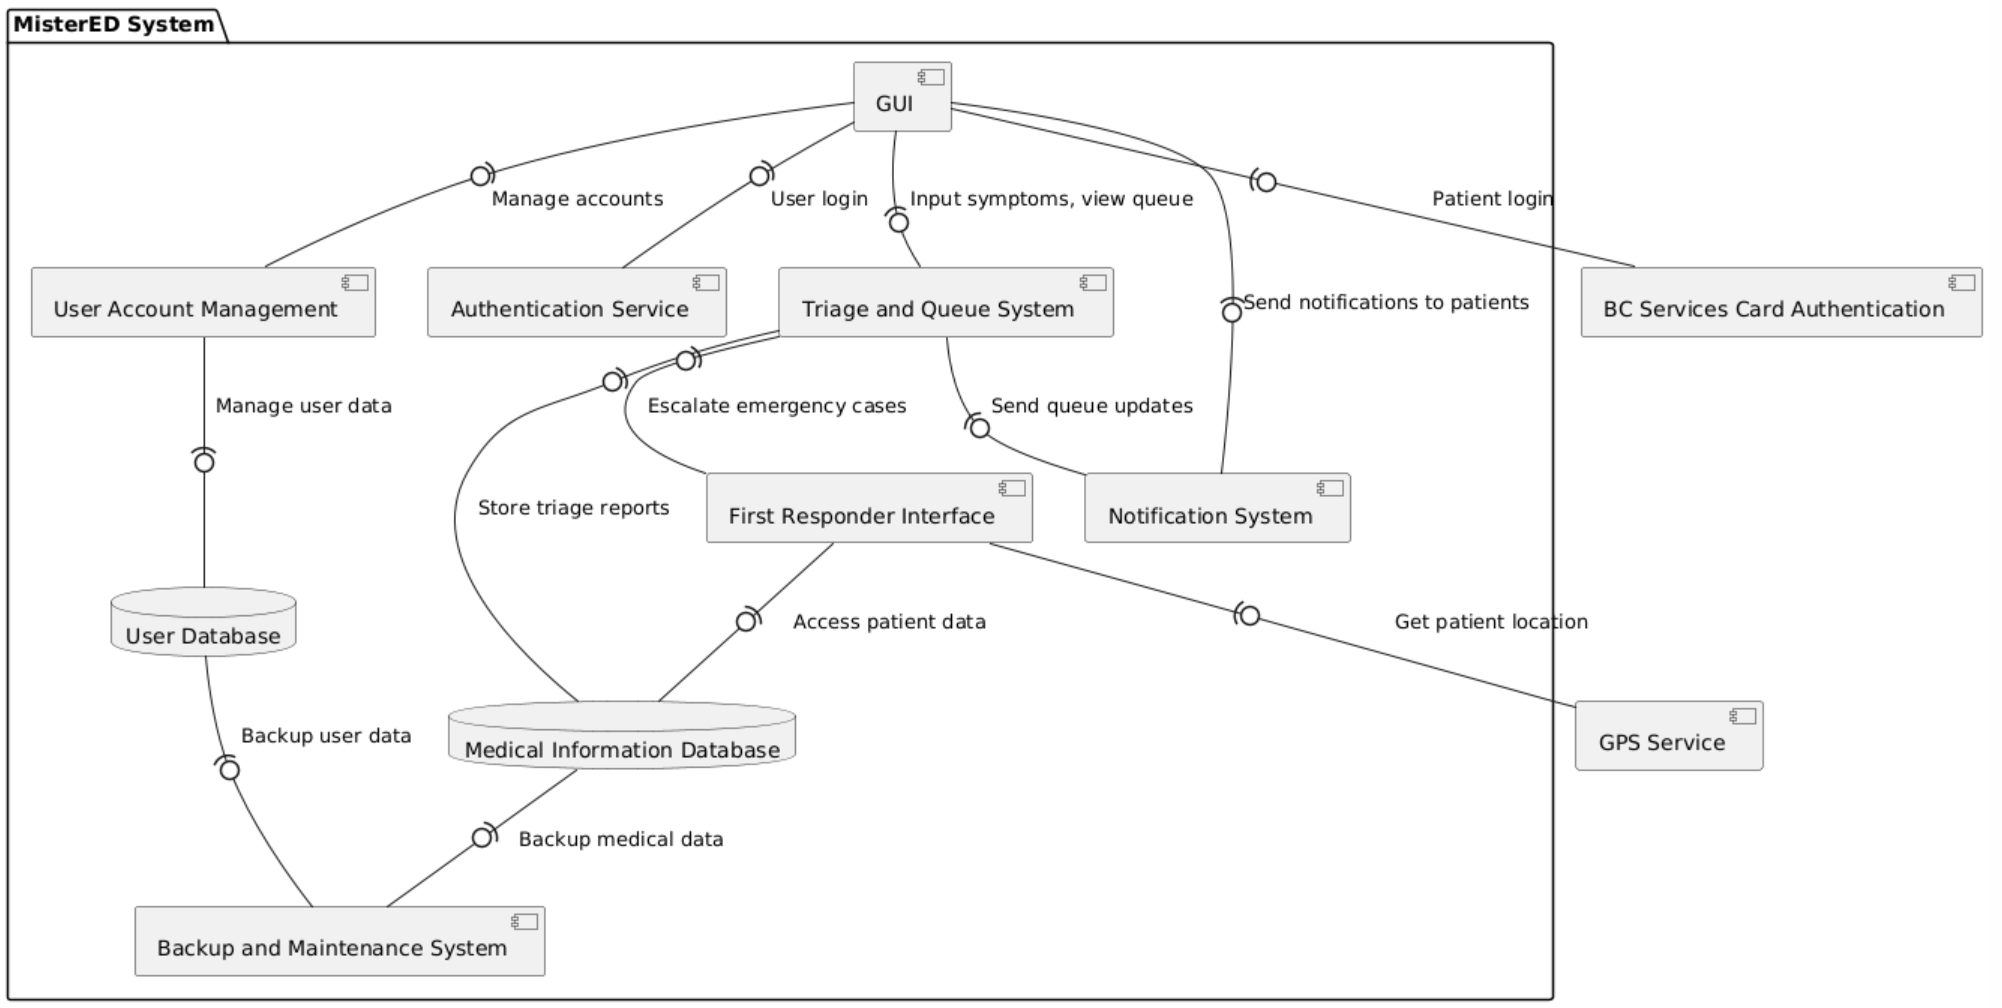 MisterED System
GUI
Manage accounts
User login
Input symptoms, view queue
Patient login
User Account Management
Authentication Service
Triage and Queue System
Send notifications to patients
BC Services Card Authentication
Manage user data
Escalate emergency cases
Send queue updates
Store triage reports
First Responder Interface
Notification System
User Database
Access patient data
Get patient location
Backup user data
Medical Information Database
GPS Service
Backup medical data
Backup and Maintenance System